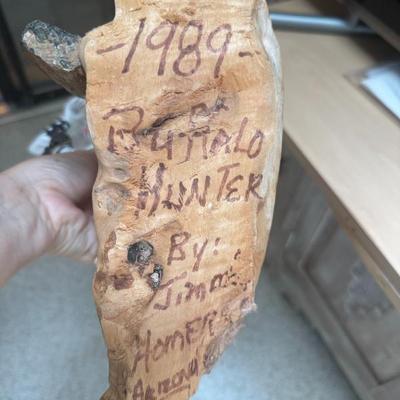 -1989-
BUFFALO
HUNTER
By:
Jimmie
HOMER